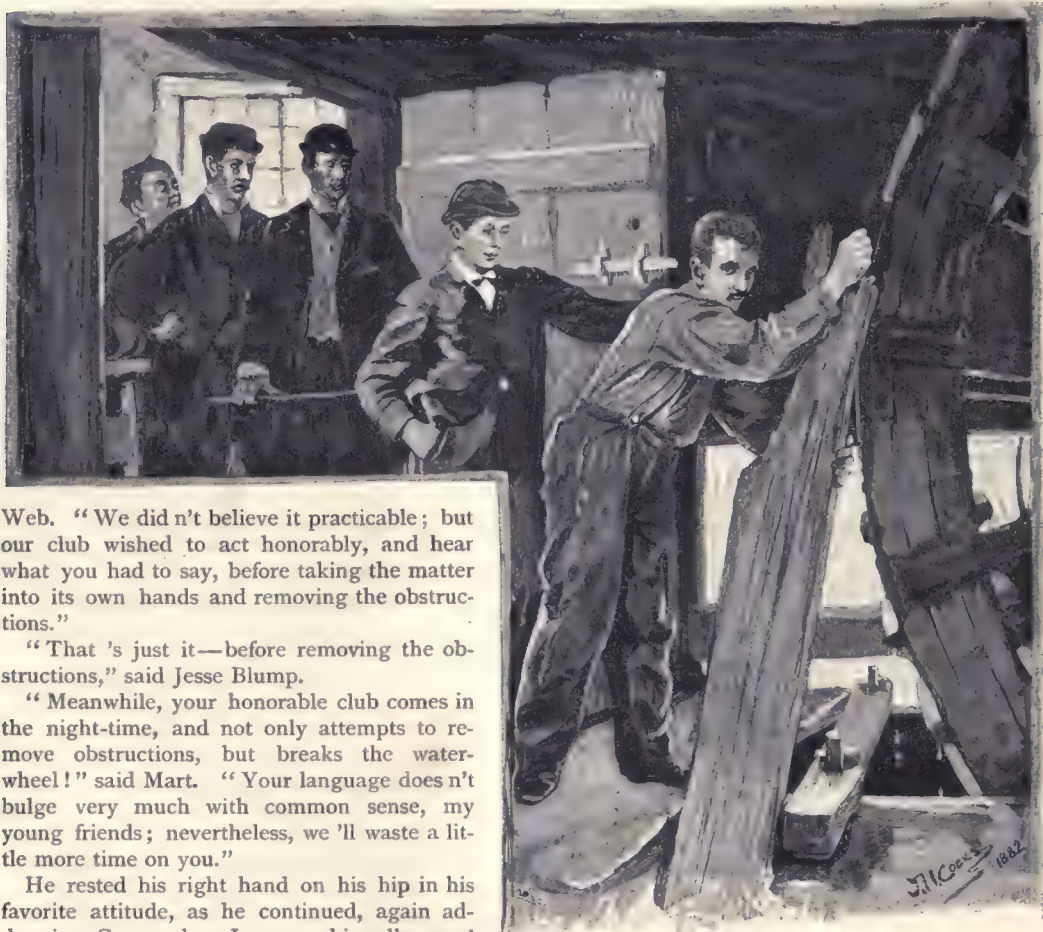 Web. “ We did n't believe it practicable ; but
our club wished to act honorably, and hear
what you had to say, before taking the matter
into its own hands and removing the obstruc-
tions.”
“ That 's just it—before removing the ob-
structions,” said Jesse Blump.
“ Meanwhile, your honorable club comes in
the night-time, and not only attempts to re-
move obstructions, but breaks the water-
wheel ! ” said Mart. “ Your language does n't
bulge very much with common sense, my
young friends ; nevertheless, we 'll waste a lit-
tle more time on you.”
He rested his right hand on his hip in his
favorite attitude, as he continued, again ad-
1882